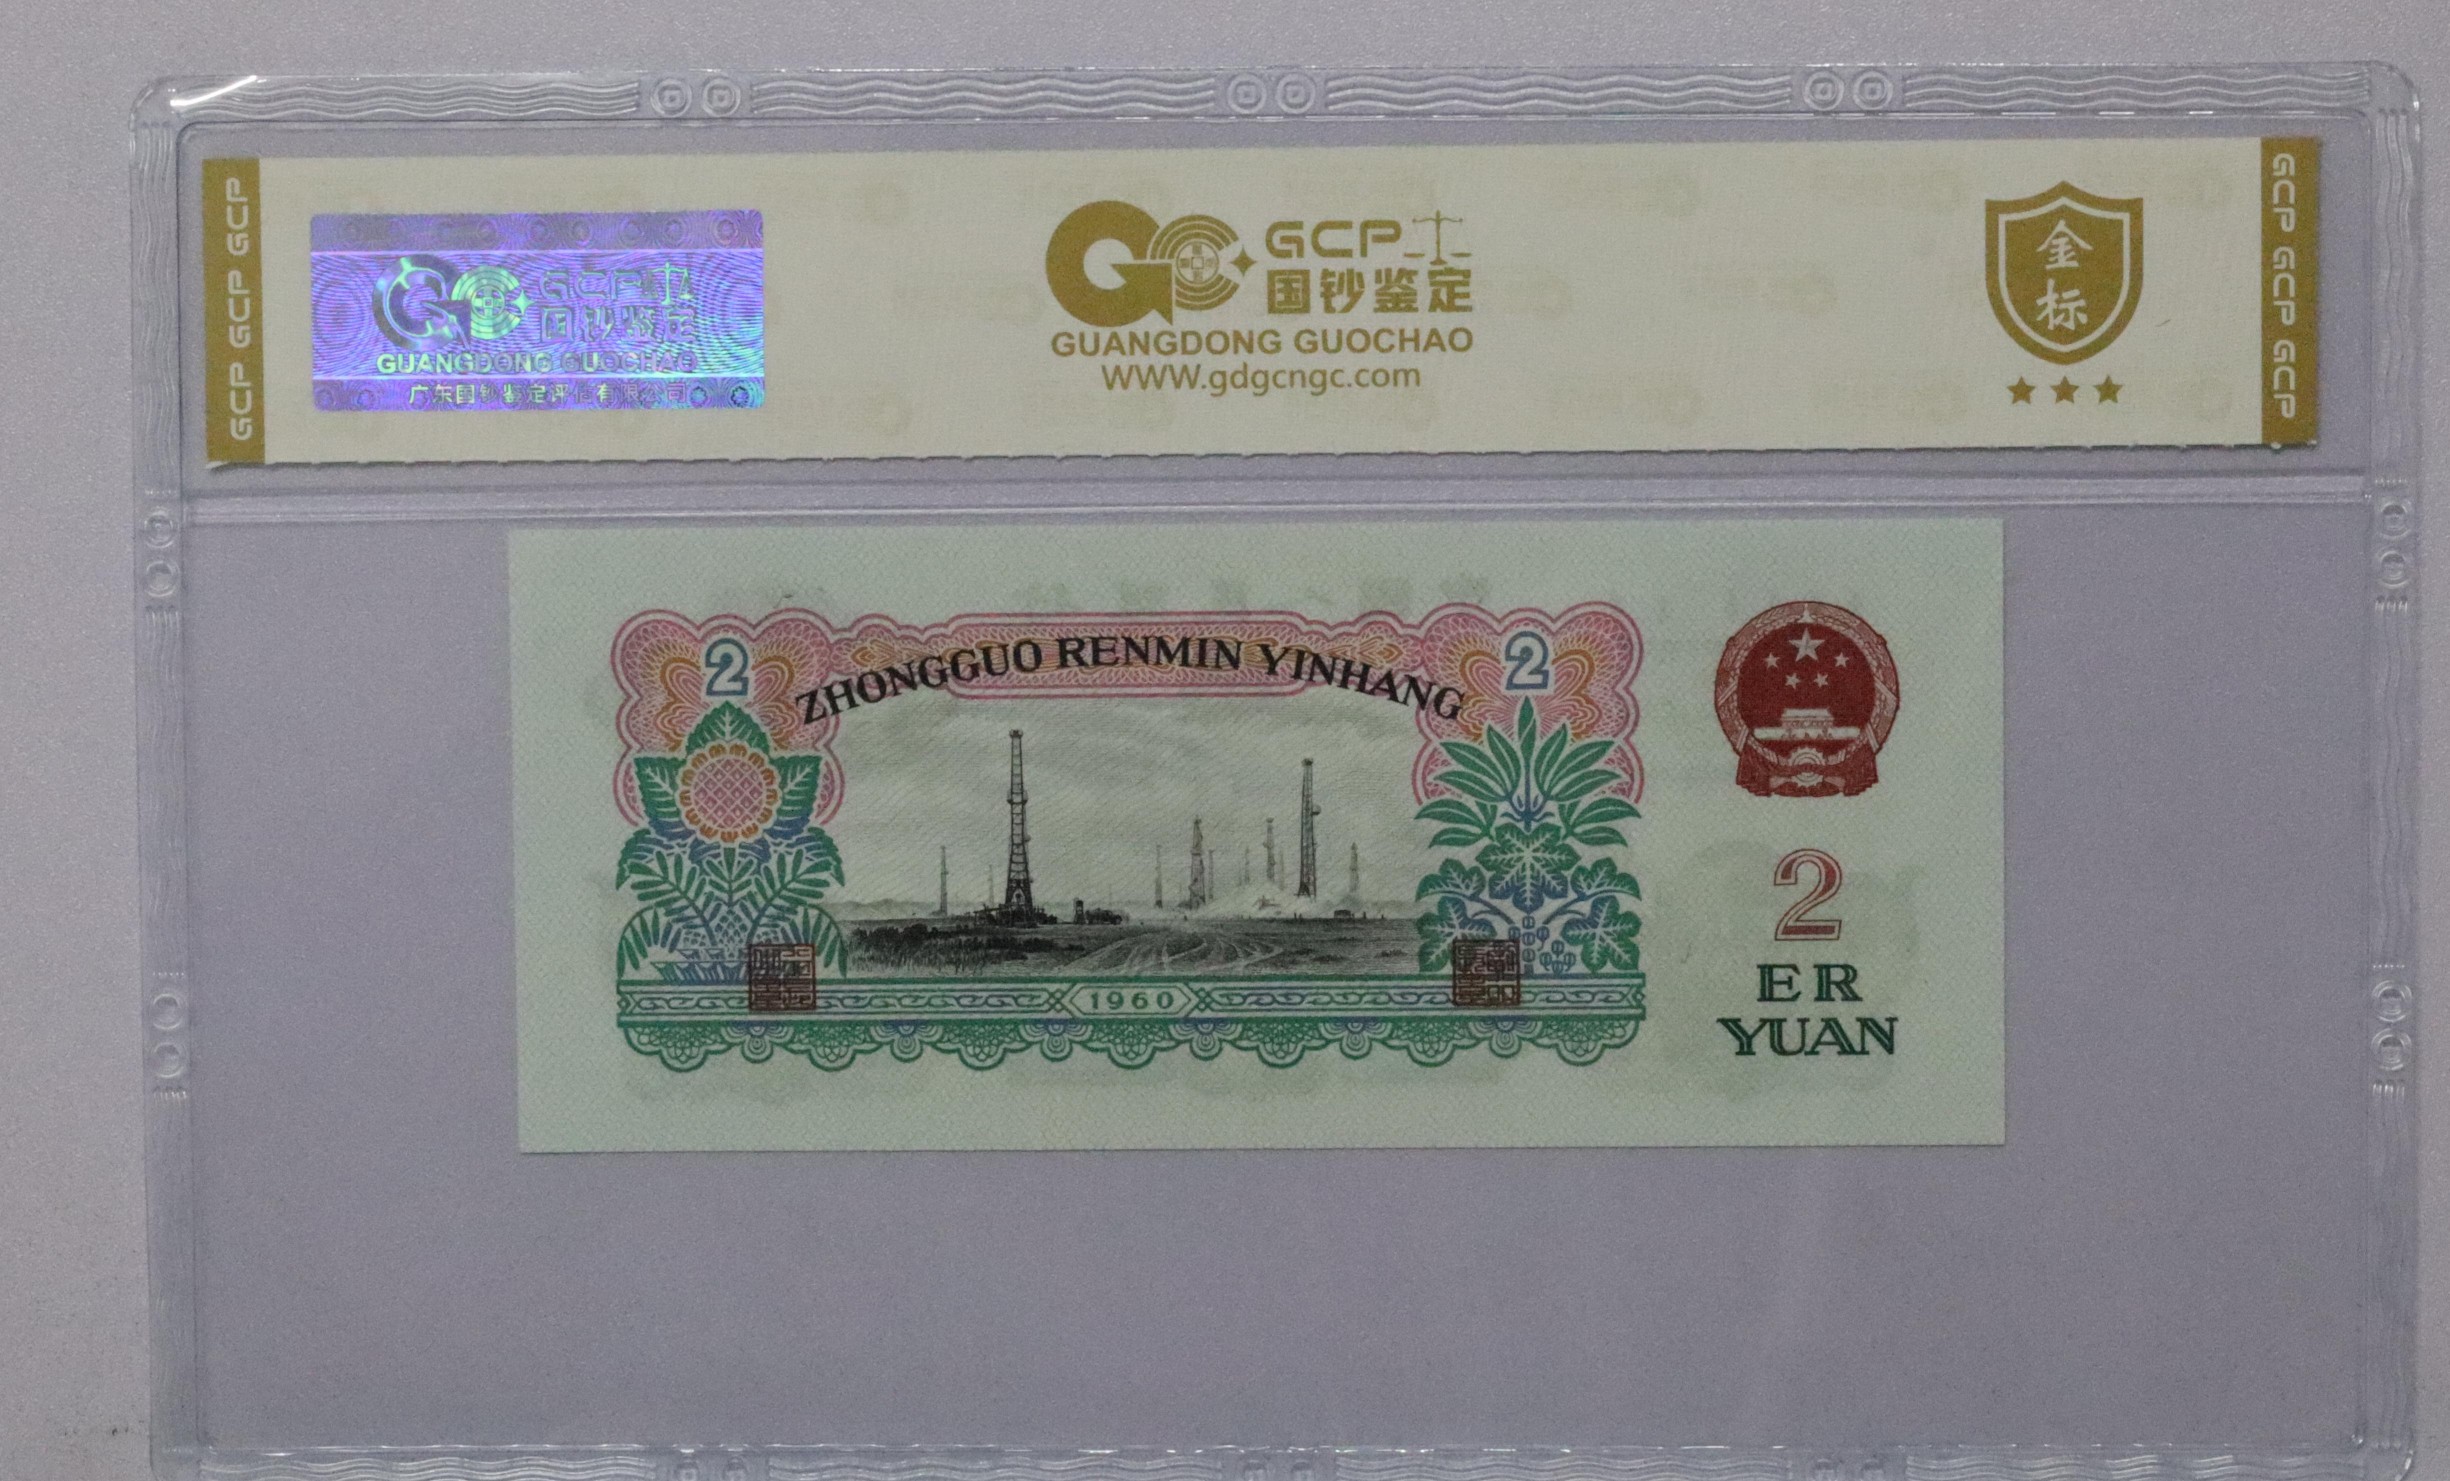 GCP GCP GCP
GCP
国钞鉴定
GUANGDONG GUOCHAO
广东国钞鉴定评估有限公司
GCP
国钞鉴定
GUANGDONG GUOCHAO
WWW.gdgcngc.com
金
标
GCP GCP GCP
2
ZHONGGUO RENMIN YINHANG
2
1960
2
ER
YUAN